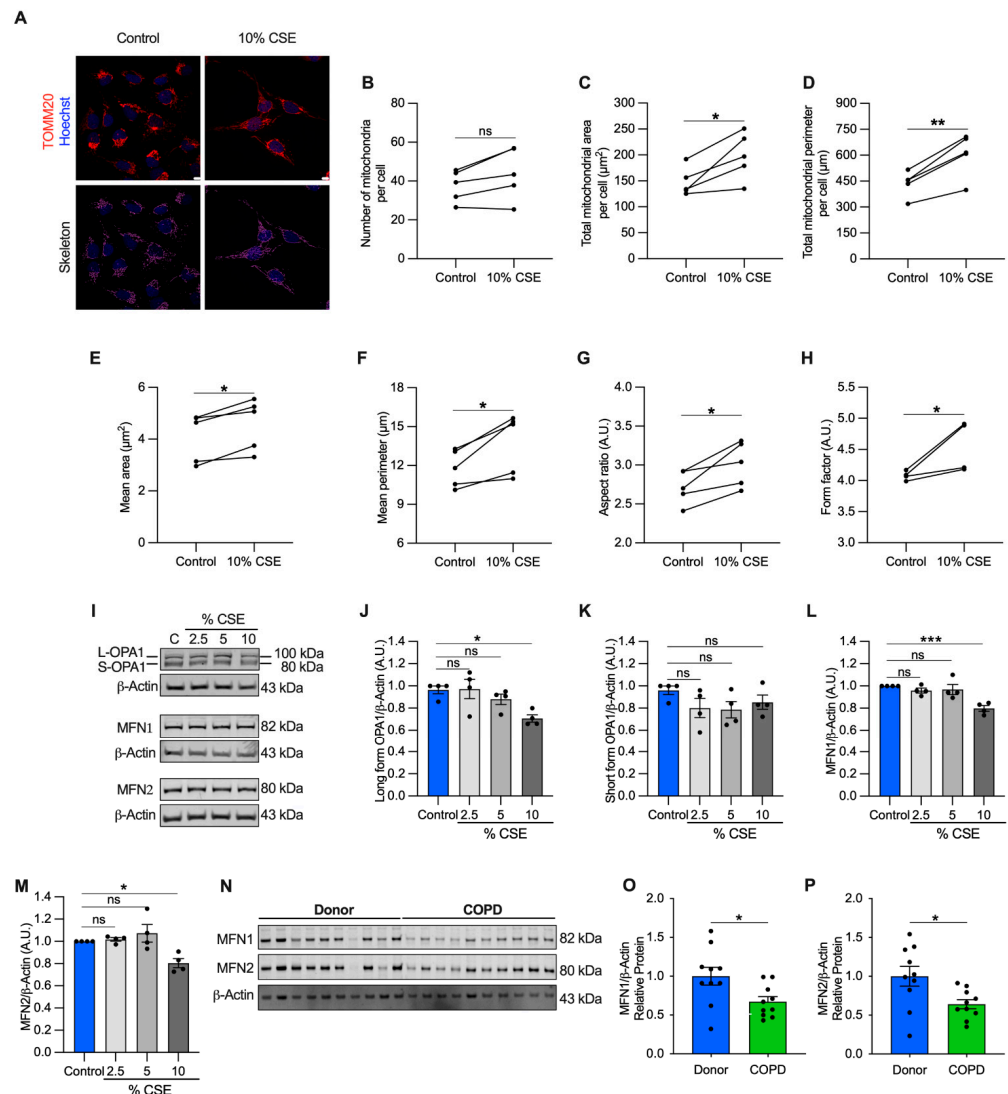 A
Control
10% CSE
TOMM20
Hoechst
Skeleton
B
Number of mitochondria
per cell
80
60
40
20
0
ns
Control
10% CSE
C
Total mitochondrial area
per cell (µm²)
300
250
200
150
100
50
0
*
Control
10% CSE
D
Total mitochondrial perimeter
per cell (µm)
900
750
600
450
300
150
0
**
Control
10% CSE
E
Mean area (µm²)
6
4
2
0
*
Control
10% CSE
F
Mean perimeter (µm)
18
15
12
9
6
*
Control
10% CSE
G
Aspect ratio (A.U.)
4.0
3.5
3.0
2.5
2.0
*
Control
10% CSE
H
Form factor (A.U.)
5.5
5.0
4.5
4.0
3.5
3.0
*
Control
10% CSE
I
% CSE
C 2.5 5 10
L-OPA1
100 kDa
S-OPA1
80 kDa
β-Actin
43 kDa
MFN1
82 kDa
β-Actin
43 kDa
MFN2
80 kDa
β-Actin
43 kDa
J
Long form OPA1/β-Actin (A.U.)
1.4
1.2
1.0
0.8
0.6
0.4
0.2
0.0
*
ns
ns
Control 2.5 5 10
% CSE
K
Short form OPA1/β-Actin (A.U.)
1.4
1.2
1.0
0.8
0.6
0.4
0.2
0.0
ns
ns
ns
Control 2.5 5 10
% CSE
L
MFN1/β-Actin (A.U.)
1.4
1.2
1.0
0.8
0.6
0.4
0.2
0.0
***
ns
ns
Control 2.5 5 10
% CSE
M
MFN2/β-Actin (A.U.)
1.4
1.2
1.0
0.8
0.6
0.4
0.2
0.0
*
ns
ns
Control 2.5 5 10
% CSE
N
Donor
COPD
MFN1
82 kDa
MFN2
80 kDa
β-Actin
43 kDa
O
MFN1/β-Actin
Relative Protein
2.0
1.5
1.0
0.5
0.0
*
Donor
COPD
P
MFN2/β-Actin
Relative Protein
2.0
1.5
1.0
0.5
0.0
*
Donor
COPD